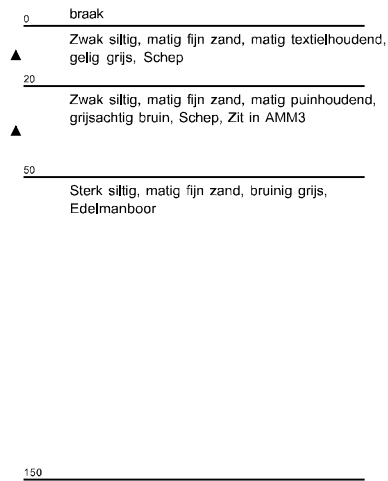 0 braak
Zwak siltig, matig fijn zand, matig textielhoudend,
gelig grijs, Schep
20
Zwak siltig, matig fijn zand, matig puinhoudend,
grijsachtig bruin, Schep, Zit in AMM3
50
Sterk siltig, matig fijn zand, bruinig grijs,
Edelmanboor
150